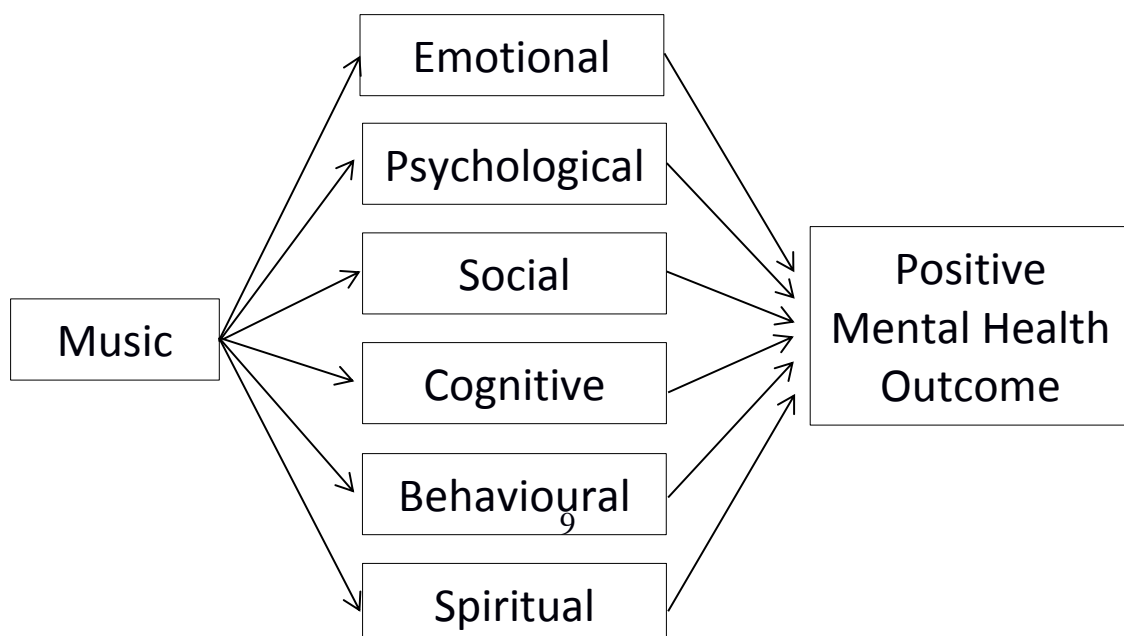 Emotional
Psychological
Social
Music
Cognitive
Behavioural
9
Spiritual
Positive
Mental Health
Outcome